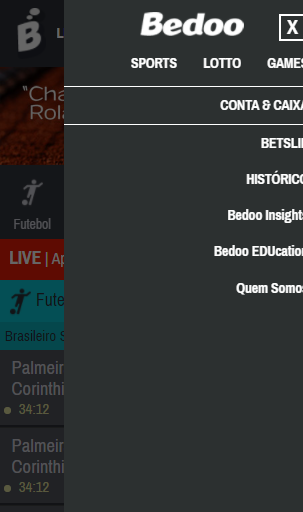 Bedoo
X
SPORTS LOTTO GAMES
CONTA & CAIXA
BETSLI
HISTÓRICO
Bedoo Insights
Bedoo EDUcation
Quem Somos
B L
"Cha
Rola
Futebol
LIVE | Ap
Fute
Brasileiro S
Palmeir
Corinthi
34:12
Palmeir
Corinthi
34:12